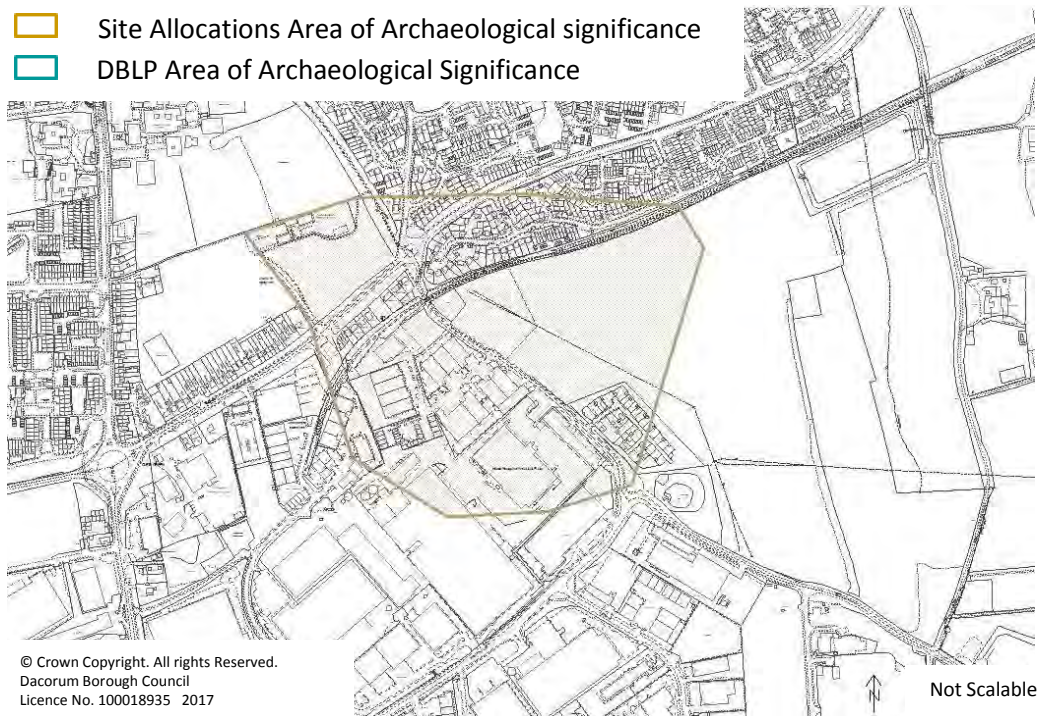 Site Allocations Area of Archaeological significance
DBLP Area of Archaeological Significance
© Crown Copyright. All rights Reserved.
Dacorum Borough Council
Licence No. 100018935 2017
N
Not Scalable